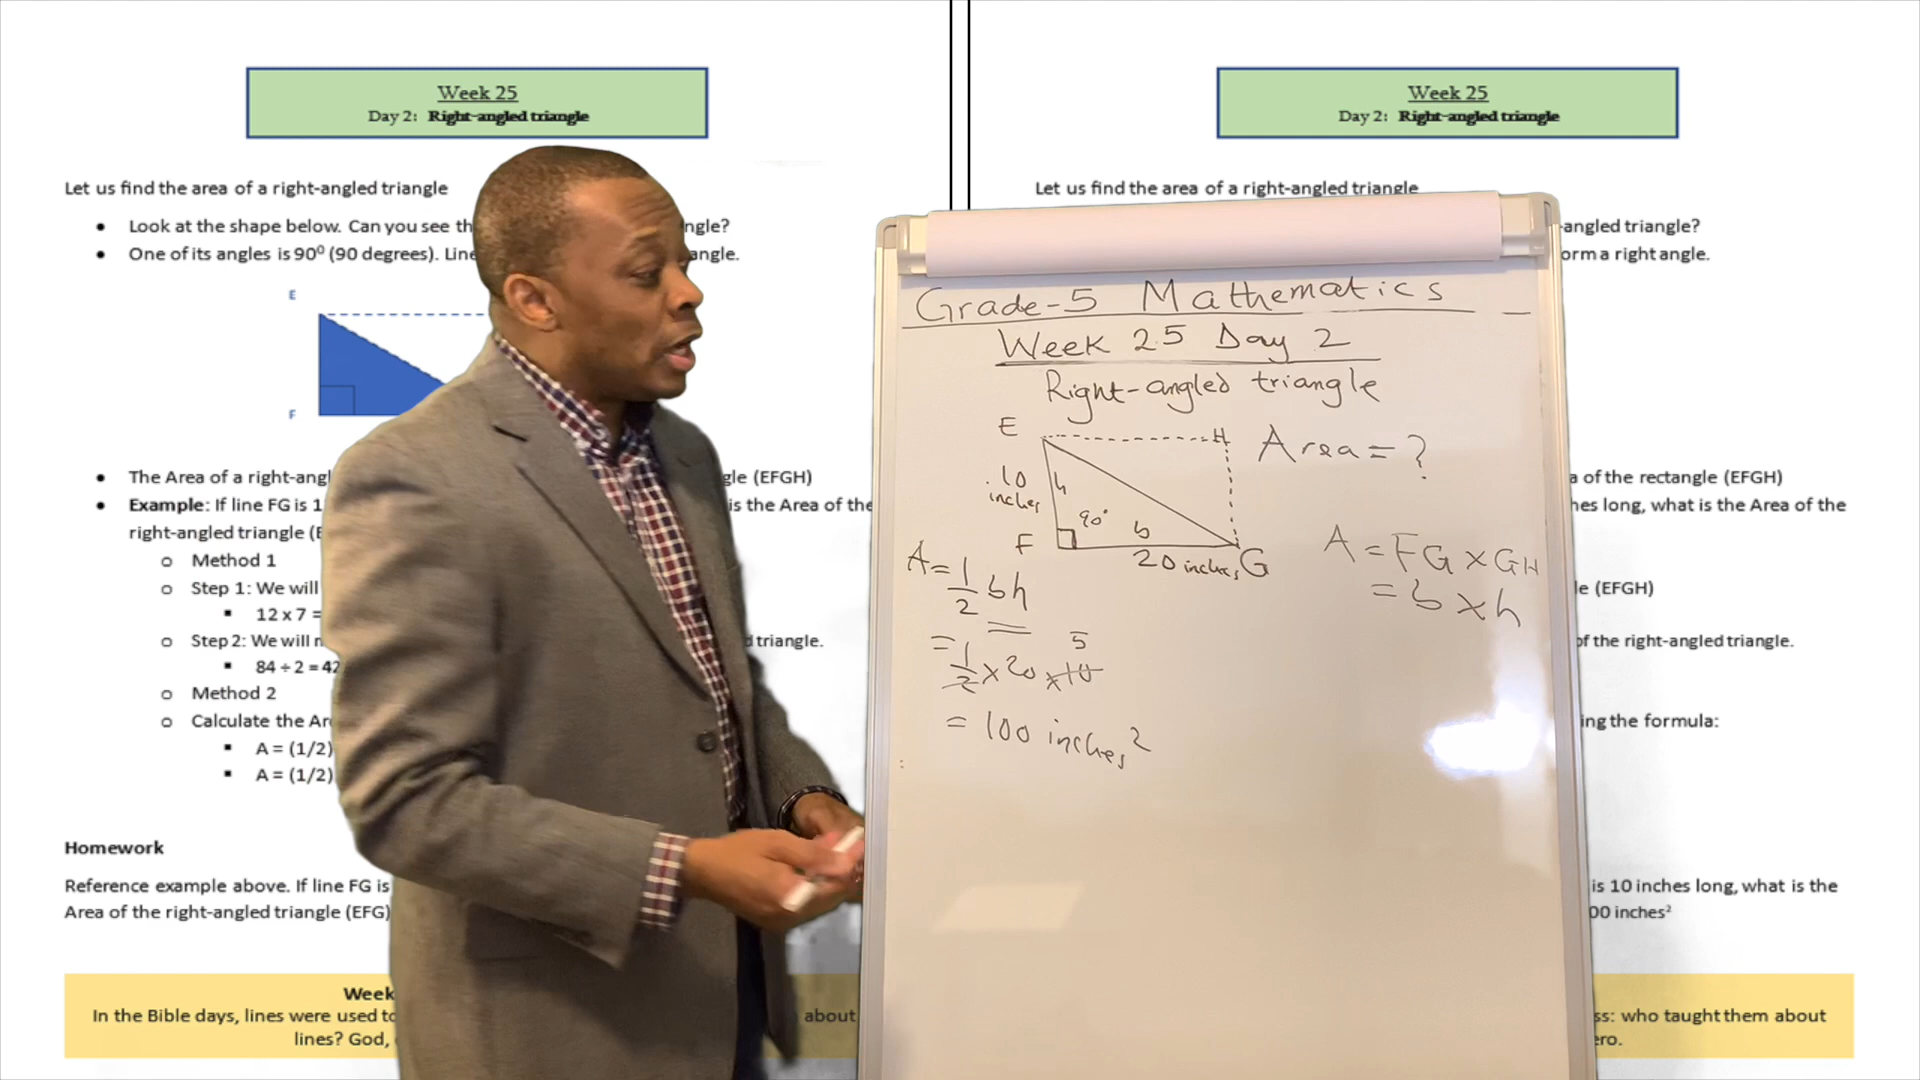 Week 25
Day 2: Right-angled triangle
Let us find the area of a right-angled triangle
• Look at the shape below. Can you see th
ngle?
• One of its angles is 90⁰ (90 degrees). Line
angle.
E
F
• The Area of a right-angl
gle (EFGH)
• Example: If line FG is 1
is the Area of the
right-angled triangle (E
o Method 1
o Step 1: We will
▪ 12 x 7 =
o Step 2: We will
d triangle.
▪ 84 ÷ 2 = 42
o Method 2
o Calculate the Ar
▪ A = (1/2)
▪ A = (1/2)
Homework
Reference example above. If line FG is
Area of the right-angled triangle (EFG)
Week
In the Bible days, lines were used to
about
lines? God,
Week 25
Day 2: Right-angled triangle
Let us find the area of a right-angled triangle
-angled triangle?
orm a right angle.
a of the rectangle (EFGH)
hes long, what is the Area of the
le (EFGH)
of the right-angled triangle.
ing the formula:
is 10 inches long, what is the
00 inches²
ss: who taught them about
ero.
Grade-5 Mathematics
Week 25 Day 2
Right-angled triangle
E
H
Area = ?
10
inches
h
90°
b
F
20 inches
G
A = 1/2 bh
= 1/2 x 20 x 10
5
= 100 inches²
A = FG x GH
= b x h